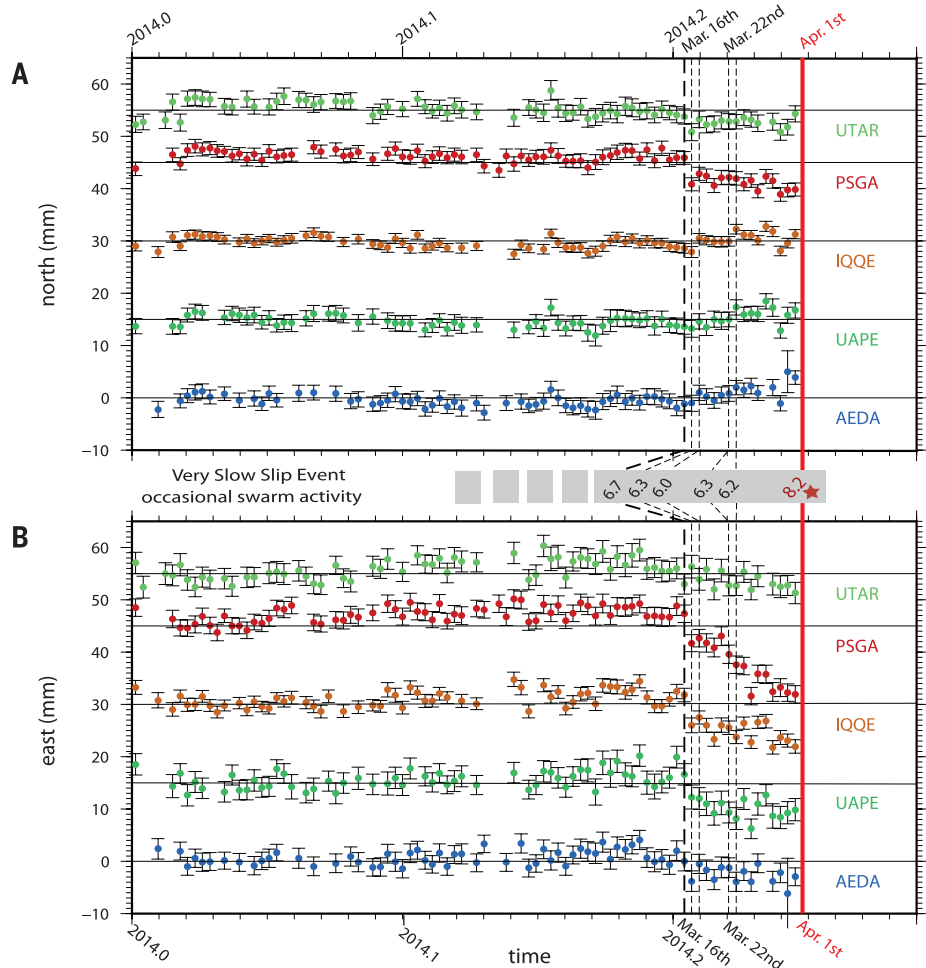 2014.0
2014.1
2014.2
Mar. 16th
Mar. 22nd
Apr. 1st
A
north (mm)
60
50
40
30
20
10
0
−10
UTAR
PSGA
IQQE
UAPE
AEDA
Very Slow Slip Event
occasional swarm activity
6.7
6.3
6.0
6.3
6.2
8.2
B
east (mm)
60
50
40
30
20
10
0
−10
UTAR
PSGA
IQQE
UAPE
AEDA
2014.0
2014.1
2014.2
Mar. 16th
Mar. 22nd
Apr. 1st
time